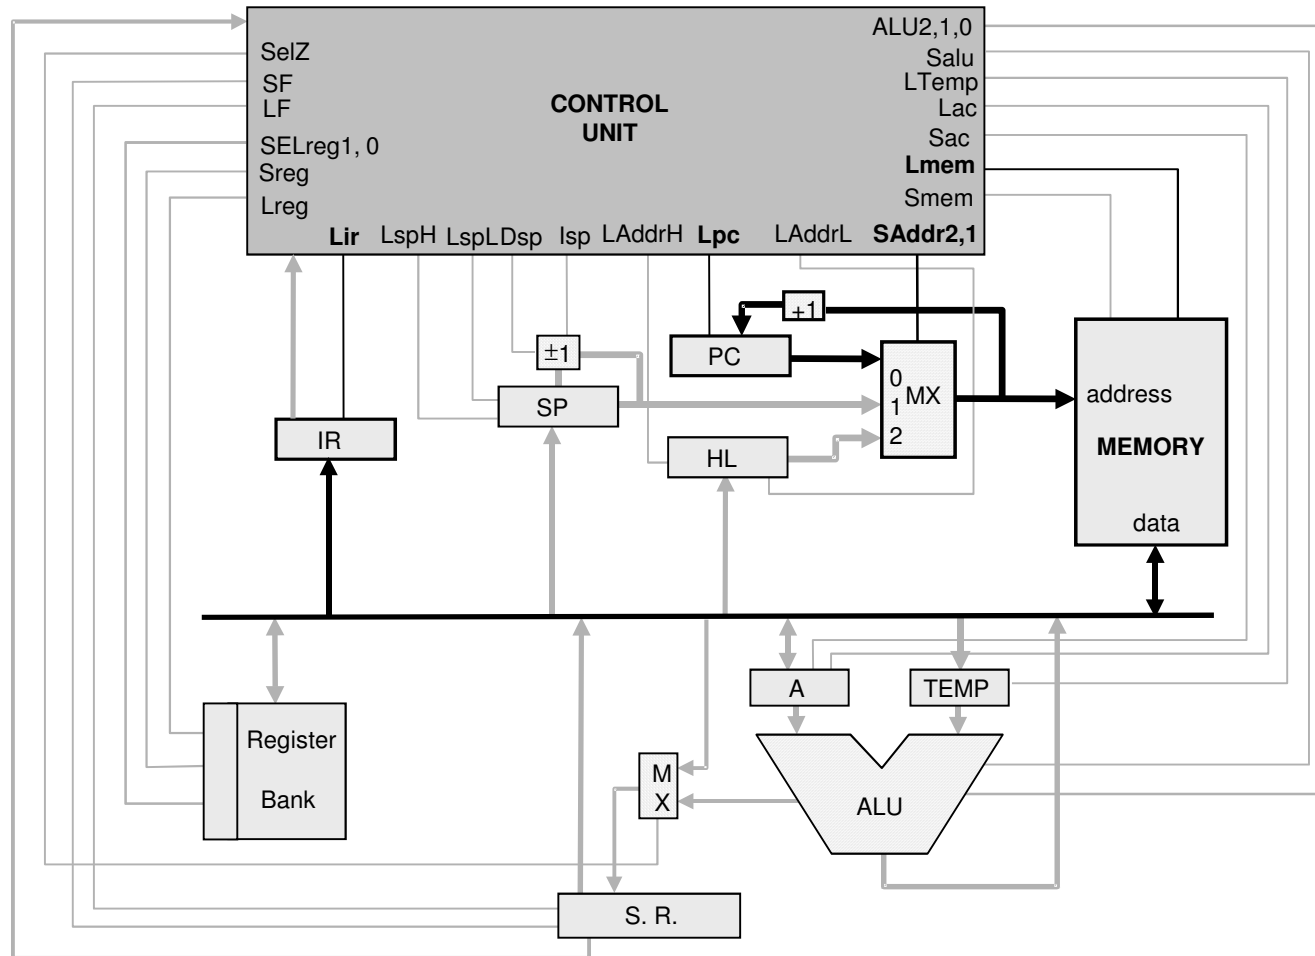 ALU2,1,0
SelZ
Salu
SF
LTemp
LF
CONTROL
UNIT
Lac
SELreg1, 0
Sac
Sreg
Lmem
Lreg
Smem
Lir
LspH
LspL
Dsp
Isp
LAddrH
Lpc
LAddrL
SAddr2,1
+1
±1
PC
0
MX
1
2
address
SP
IR
HL
MEMORY
data
A
TEMP
Register
Bank
M
X
ALU
S. R.